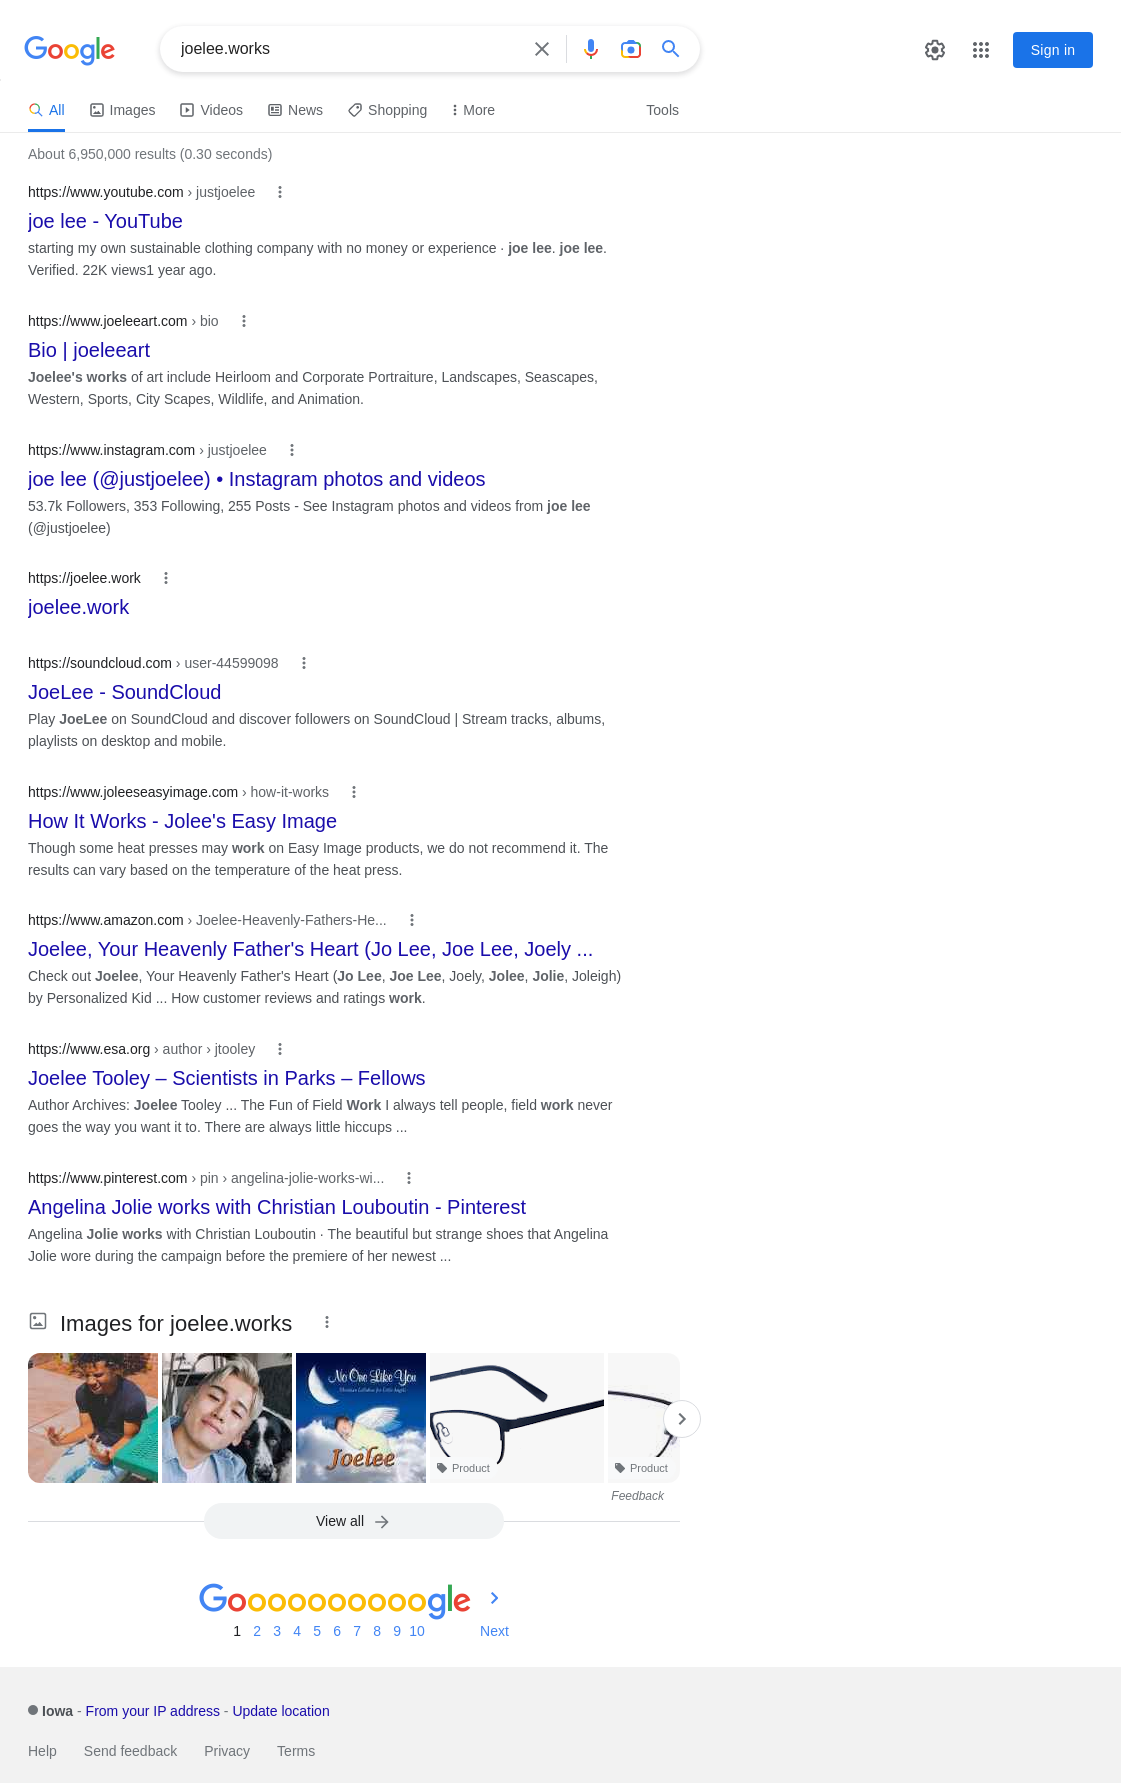 Google
joelee.works
Sign in
All Images Videos News Shopping More Tools
About 6,950,000 results (0.30 seconds)
https://www.youtube.com › justjoelee
joe lee - YouTube
starting my own sustainable clothing company with no money or experience · joe lee. joe lee.
Verified. 22K views1 year ago.
https://www.joeleeart.com › bio
Bio | joeleeart
Joelee's works of art include Heirloom and Corporate Portraiture, Landscapes, Seascapes,
Western, Sports, City Scapes, Wildlife, and Animation.
https://www.instagram.com › justjoelee
joe lee (@justjoelee) • Instagram photos and videos
53.7k Followers, 353 Following, 255 Posts - See Instagram photos and videos from joe lee
(@justjoelee)
https://joelee.work
joelee.work
https://soundcloud.com › user-44599098
JoeLee - SoundCloud
Play JoeLee on SoundCloud and discover followers on SoundCloud | Stream tracks, albums,
playlists on desktop and mobile.
https://www.joleeseasyimage.com › how-it-works
How It Works - Jolee's Easy Image
Though some heat presses may work on Easy Image products, we do not recommend it. The
results can vary based on the temperature of the heat press.
https://www.amazon.com › Joelee-Heavenly-Fathers-He...
Joelee, Your Heavenly Father's Heart (Jo Lee, Joe Lee, Joely ...
Check out Joelee, Your Heavenly Father's Heart (Jo Lee, Joe Lee, Joely, Jolee, Jolie, Joleigh)
by Personalized Kid ... How customer reviews and ratings work.
https://www.esa.org › author › jtooley
Joelee Tooley – Scientists in Parks – Fellows
Author Archives: Joelee Tooley ... The Fun of Field Work I always tell people, field work never
goes the way you want it to. There are always little hiccups ...
https://www.pinterest.com › pin › angelina-jolie-works-wi...
Angelina Jolie works with Christian Louboutin - Pinterest
Angelina Jolie works with Christian Louboutin · The beautiful but strange shoes that Angelina
Jolie wore during the campaign before the premiere of her newest ...
Images for joelee.works
No One Like You
Christian Lullabies for Little Angels
Joelee
Product
Product
Feedback
View all
Goooooooooogle
1 2 3 4 5 6 7 8 9 10 Next
Iowa - From your IP address - Update location
Help Send feedback Privacy Terms